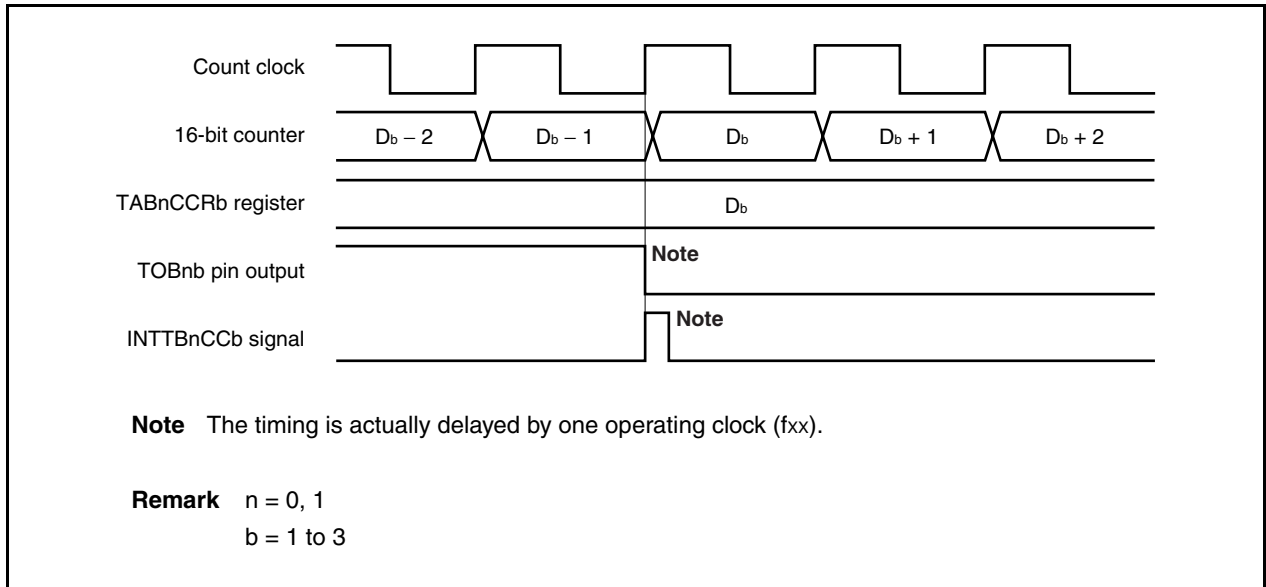 Count clock
16-bit counter Db − 2 Db − 1 Db Db + 1 Db + 2
TABnCCRb register Db
TOBnb pin output Note
INTTBnCCb signal Note
Note The timing is actually delayed by one operating clock (fxx).
Remark n = 0, 1
b = 1 to 3